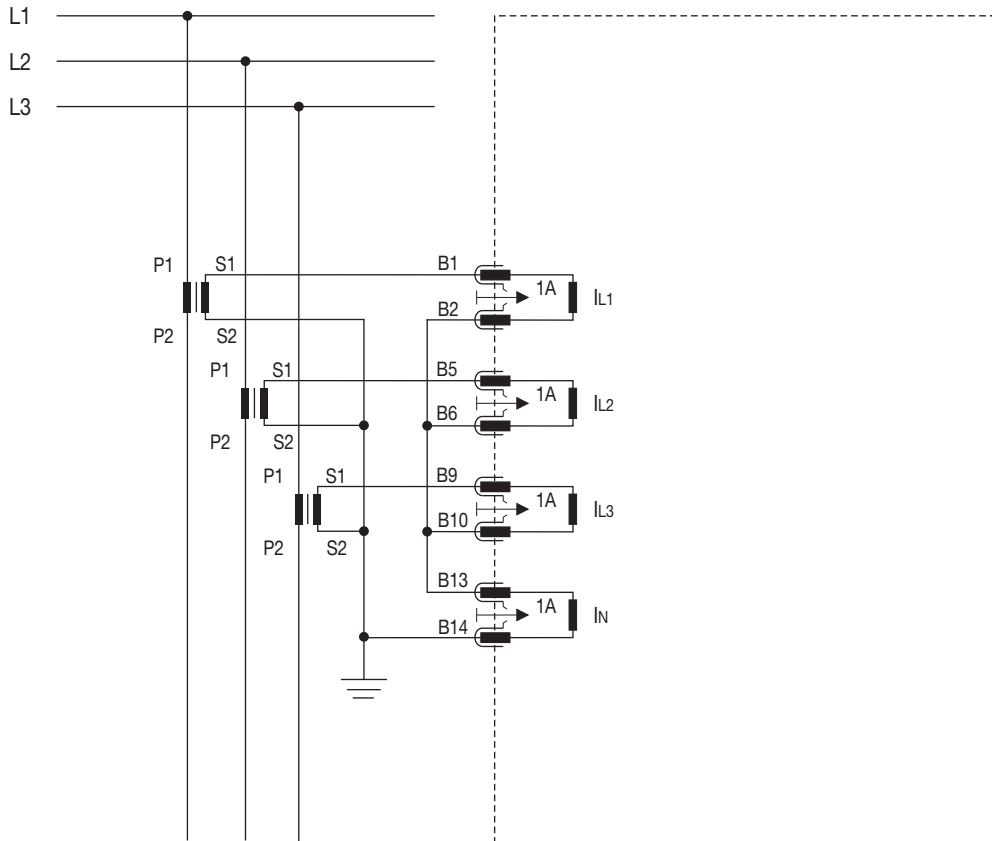 L1
L2
L3
P1 S1 B1 1A IL1
P2 S2 B2
P1 S1 B5 1A IL2
P2 S2 B6
P1 S1 B9 1A IL3
P2 S2 B10
B13 1A IN
B14